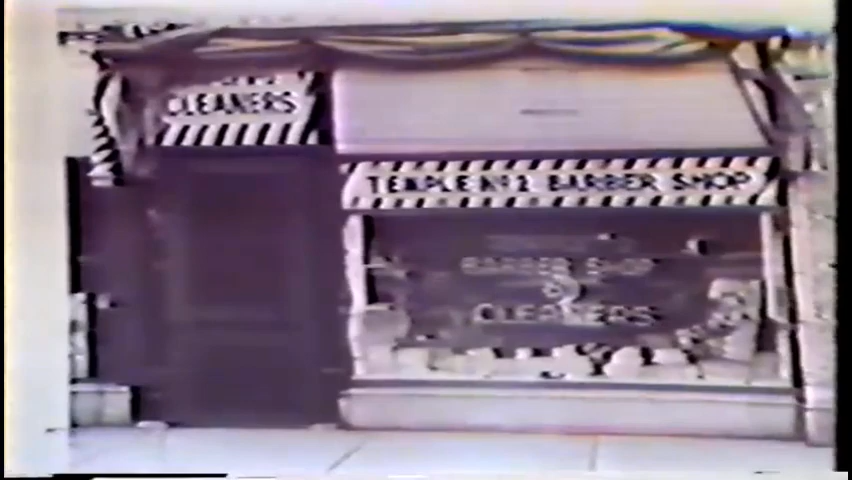 CLEANERS
TEMPLE Nº 2 BARBER SHOP
BARBER SHOP
&
CLEANERS